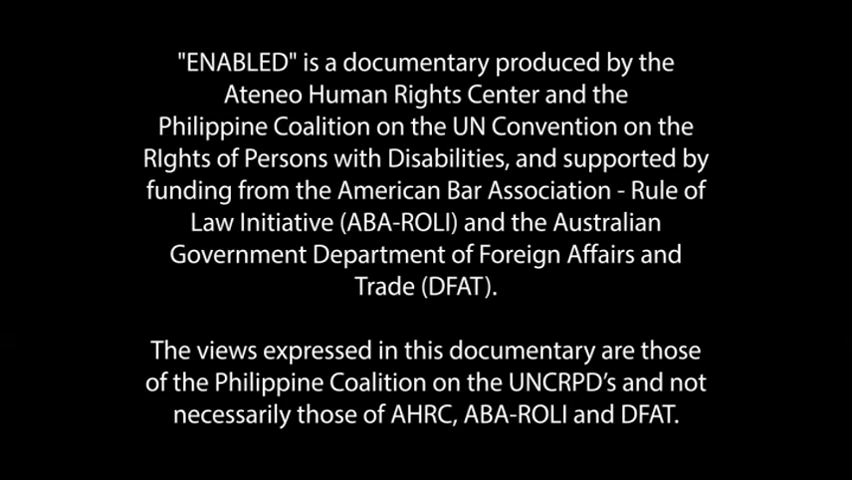 "ENABLED" is a documentary produced by the
Ateneo Human Rights Center and the
Philippine Coalition on the UN Convention on the
RIghts of Persons with Disabilities, and supported by
funding from the American Bar Association - Rule of
Law Initiative (ABA-ROLI) and the Australian
Government Department of Foreign Affairs and
Trade (DFAT).
The views expressed in this documentary are those
of the Philippine Coalition on the UNCRPD’s and not
necessarily those of AHRC, ABA-ROLI and DFAT.